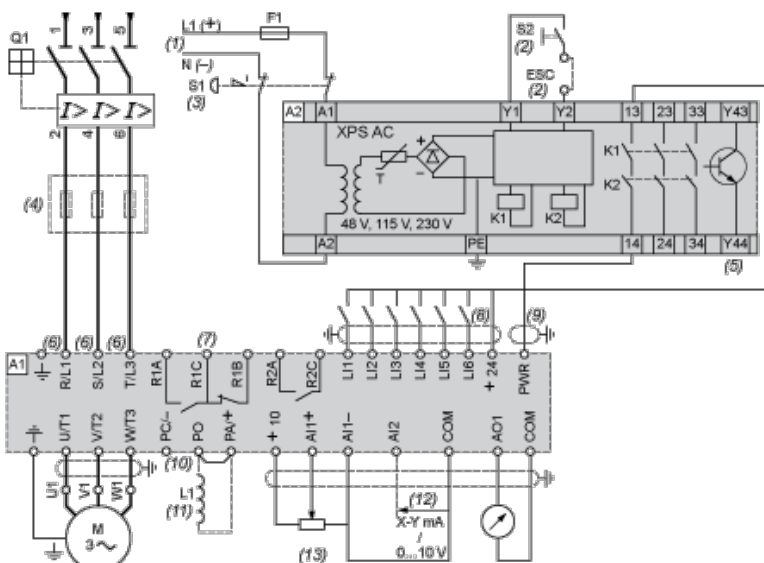 1 3 5
Q1
L1 (+)
F1
(1)
N (–)
S1
(3)
S2
(2)
ESC
(2)
I> I> I>
2 4 6
(4)
A2 A1 Y1 Y2 13 23 33 Y43
XPS AC
+
–
T
K1
K2
K1 K2
48 V, 115 V, 230 V
A2 PE 14 24 34 Y44
(5)
(8) (9)
(6) (6) (6) (7)
A1
R/L1 S/L2 T/L3 R1A R1C R1B R2A R2C LI1 LI2 LI3 LI4 LI5 LI6 + 24 PWR
U/T1 V/T2 W/T3 PC/– PO PA/+ + 10 AI1+ AI1– AI2 COM AO1 COM
(10)
U1 V1 W1
L1
(11)
M
3 ~
(12)
X-Y mA
/
0...10 V
(13)